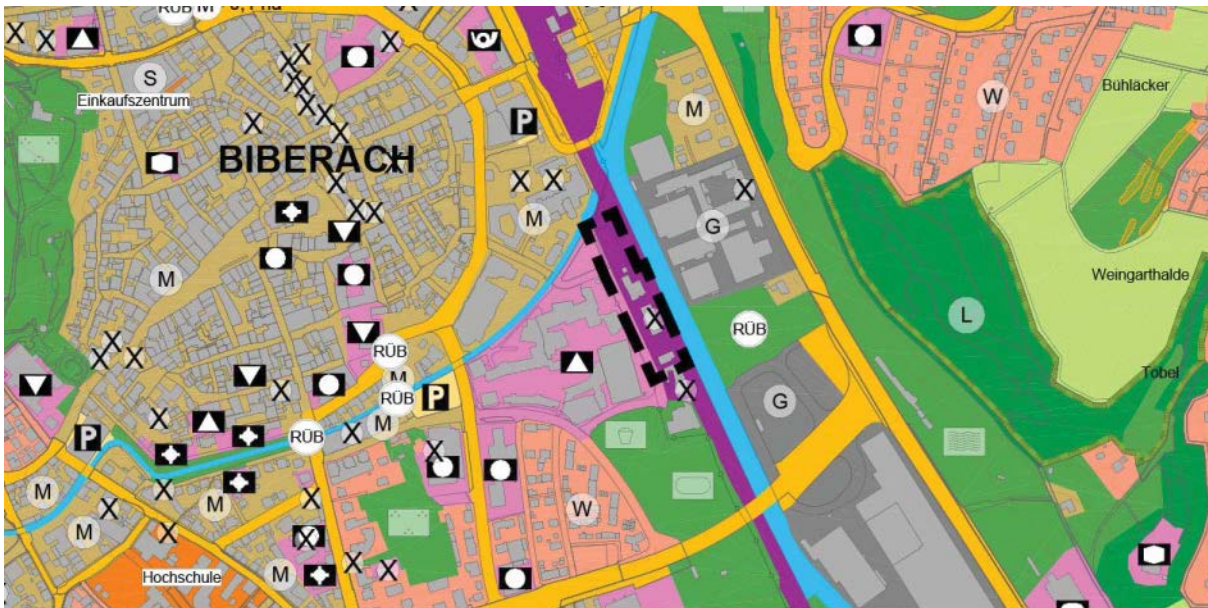 RÜB M
S
Einkaufszentrum
BIBERACH
P
M
M
M
G
W
Bühläcker
Weingarthalde
L
Tobel
RÜB
RÜB
M
RÜB
P
M
RÜB
G
P
M
M
M
W
Hochschule
M